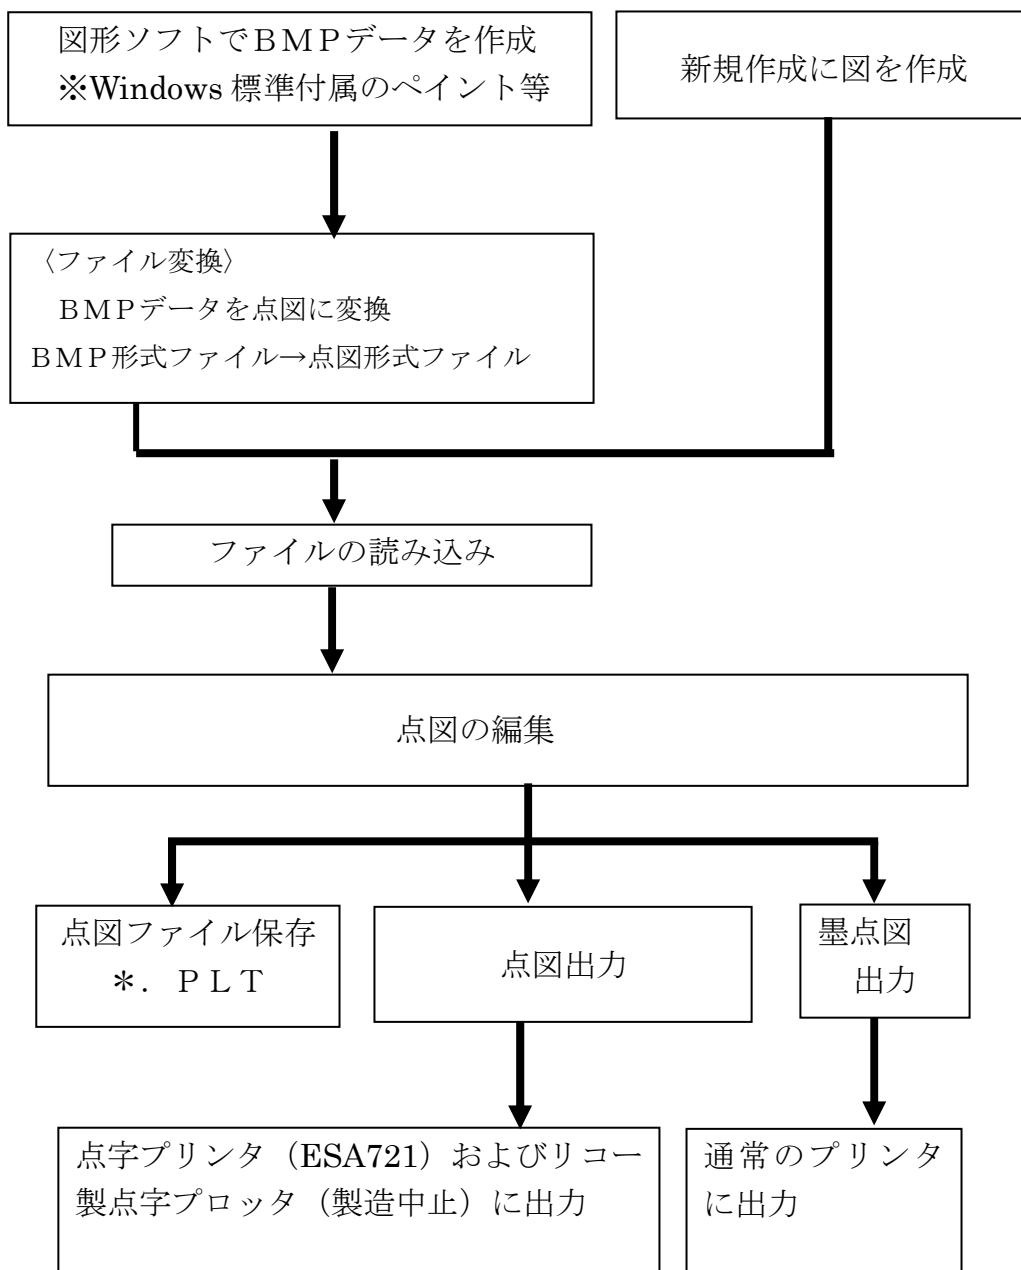 図形ソフトでＢＭＰデータを作成
※Windows 標準付属のペイント等
新規作成に図を作成
〈ファイル変換〉
ＢＭＰデータを点図に変換
ＢＭＰ形式ファイル→点図形式ファイル
ファイルの読み込み
点図の編集
点図ファイル保存
＊．ＰＬＴ
点図出力
墨点図
出力
点字プリンタ（ESA721）およびリコー
製点字プロッタ（製造中止）に出力
通常のプリンタ
に出力